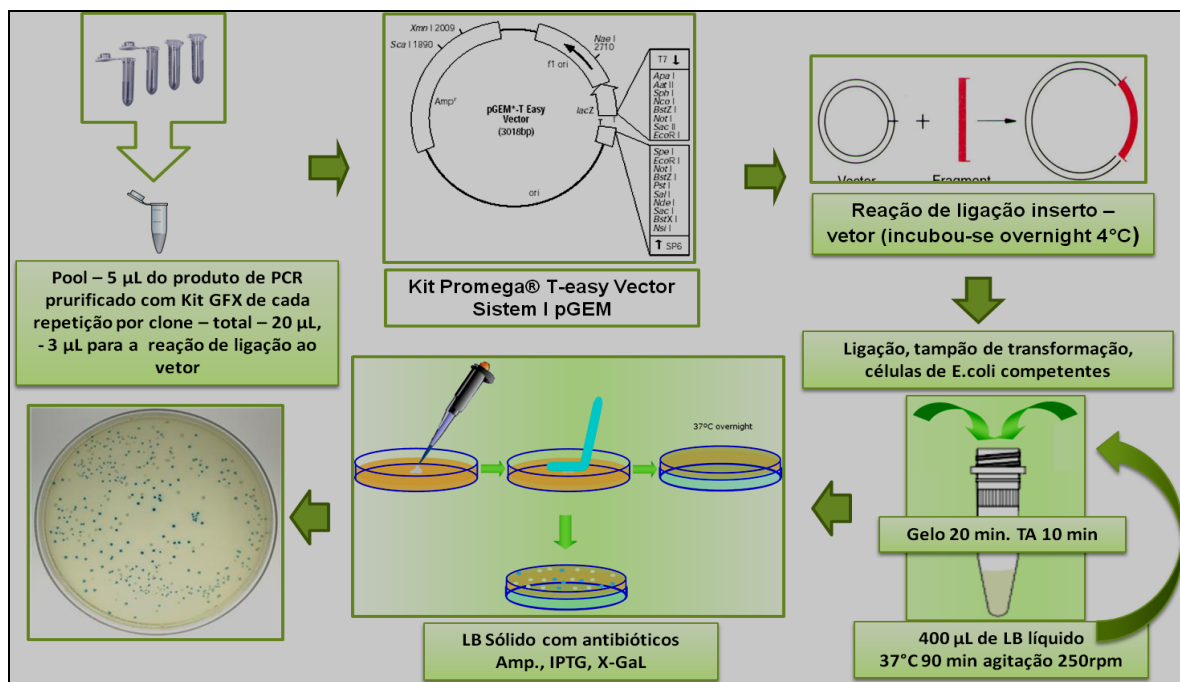 Pool – 5 µL do produto de PCR
prurificado com Kit GFX de cada
repetição por clone – total – 20 µL,
- 3 µL para a reação de ligação ao
vetor
Xmn I 2009
Sca I 1890
Nae I
2710
f1 ori
Ampr
pGEM®-T Easy
Vector
(3018bp)
lacZ
T
T
ori
T7 ↓
Apa I
Aat II
Sph I
Nco I
BstZ I
Not I
Sac II
EcoR I
Spe I
EcoR I
Not I
BstZ I
Pst I
Sal I
Nde I
Sac I
BstX I
Nsi I
↑ SP6
Kit Promega® T-easy Vector
Sistem I pGEM
+
Vector
Fragment
Reação de ligação inserto –
vetor (incubou-se overnight 4°C)
Ligação, tampão de transformação,
células de E.coli competentes
Gelo 20 min. TA 10 min
400 µL de LB líquido
37°C 90 min agitação 250rpm
37ºC overnight
LB Sólido com antibióticos
Amp., IPTG, X-GaL